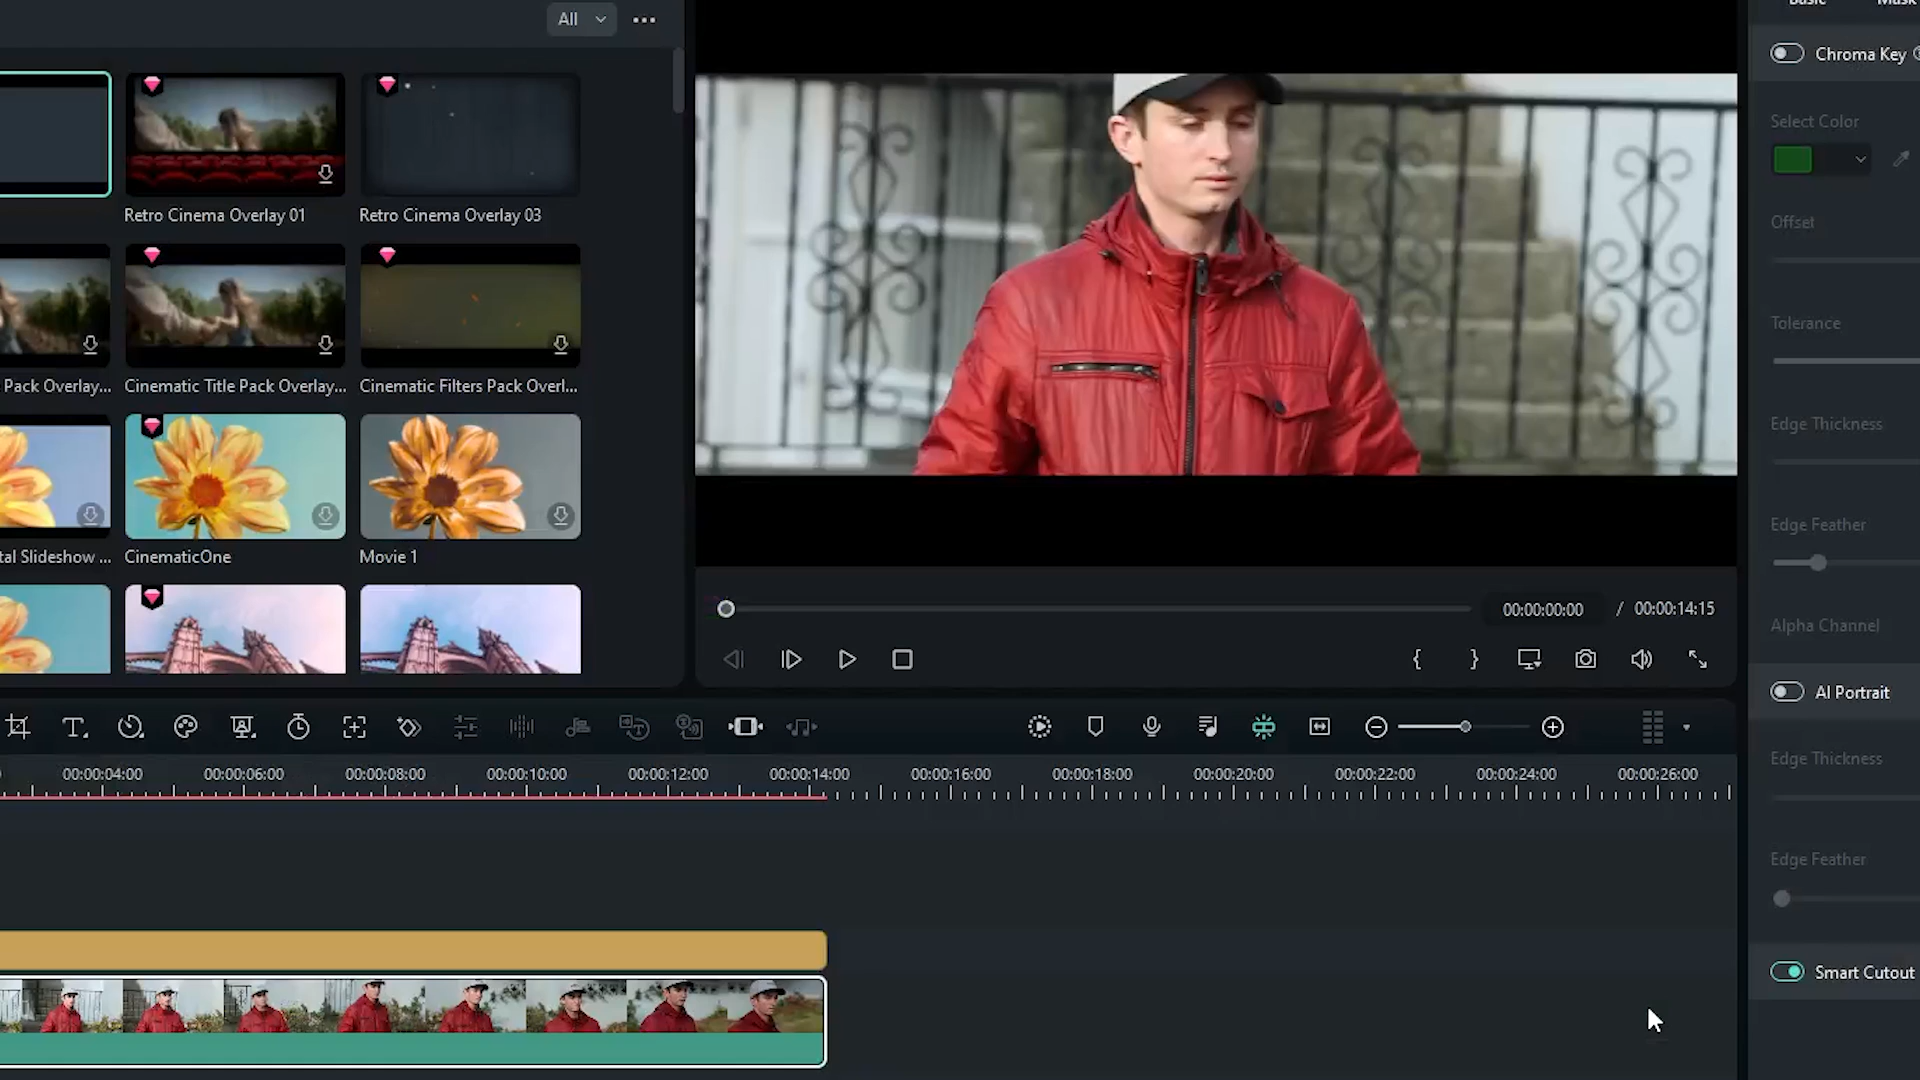 All
Basic
Mask
Chroma Key
Select Color
Offset
Tolerance
Edge Thickness
Edge Feather
Alpha Channel
AI Portrait
Edge Thickness
Edge Feather
Smart Cutout
Retro Cinema Overlay 01
Retro Cinema Overlay 03
Pack Overlay...
Cinematic Title Pack Overlay...
Cinematic Filters Pack Overl...
tal Slideshow ...
CinematicOne
Movie 1
00:00:00:00 / 00:00:14:15
00:00:04:00 00:00:06:00 00:00:08:00 00:00:10:00 00:00:12:00 00:00:14:00 00:00:16:00 00:00:18:00 00:00:20:00 00:00:22:00 00:00:24:00 00:00:26:00